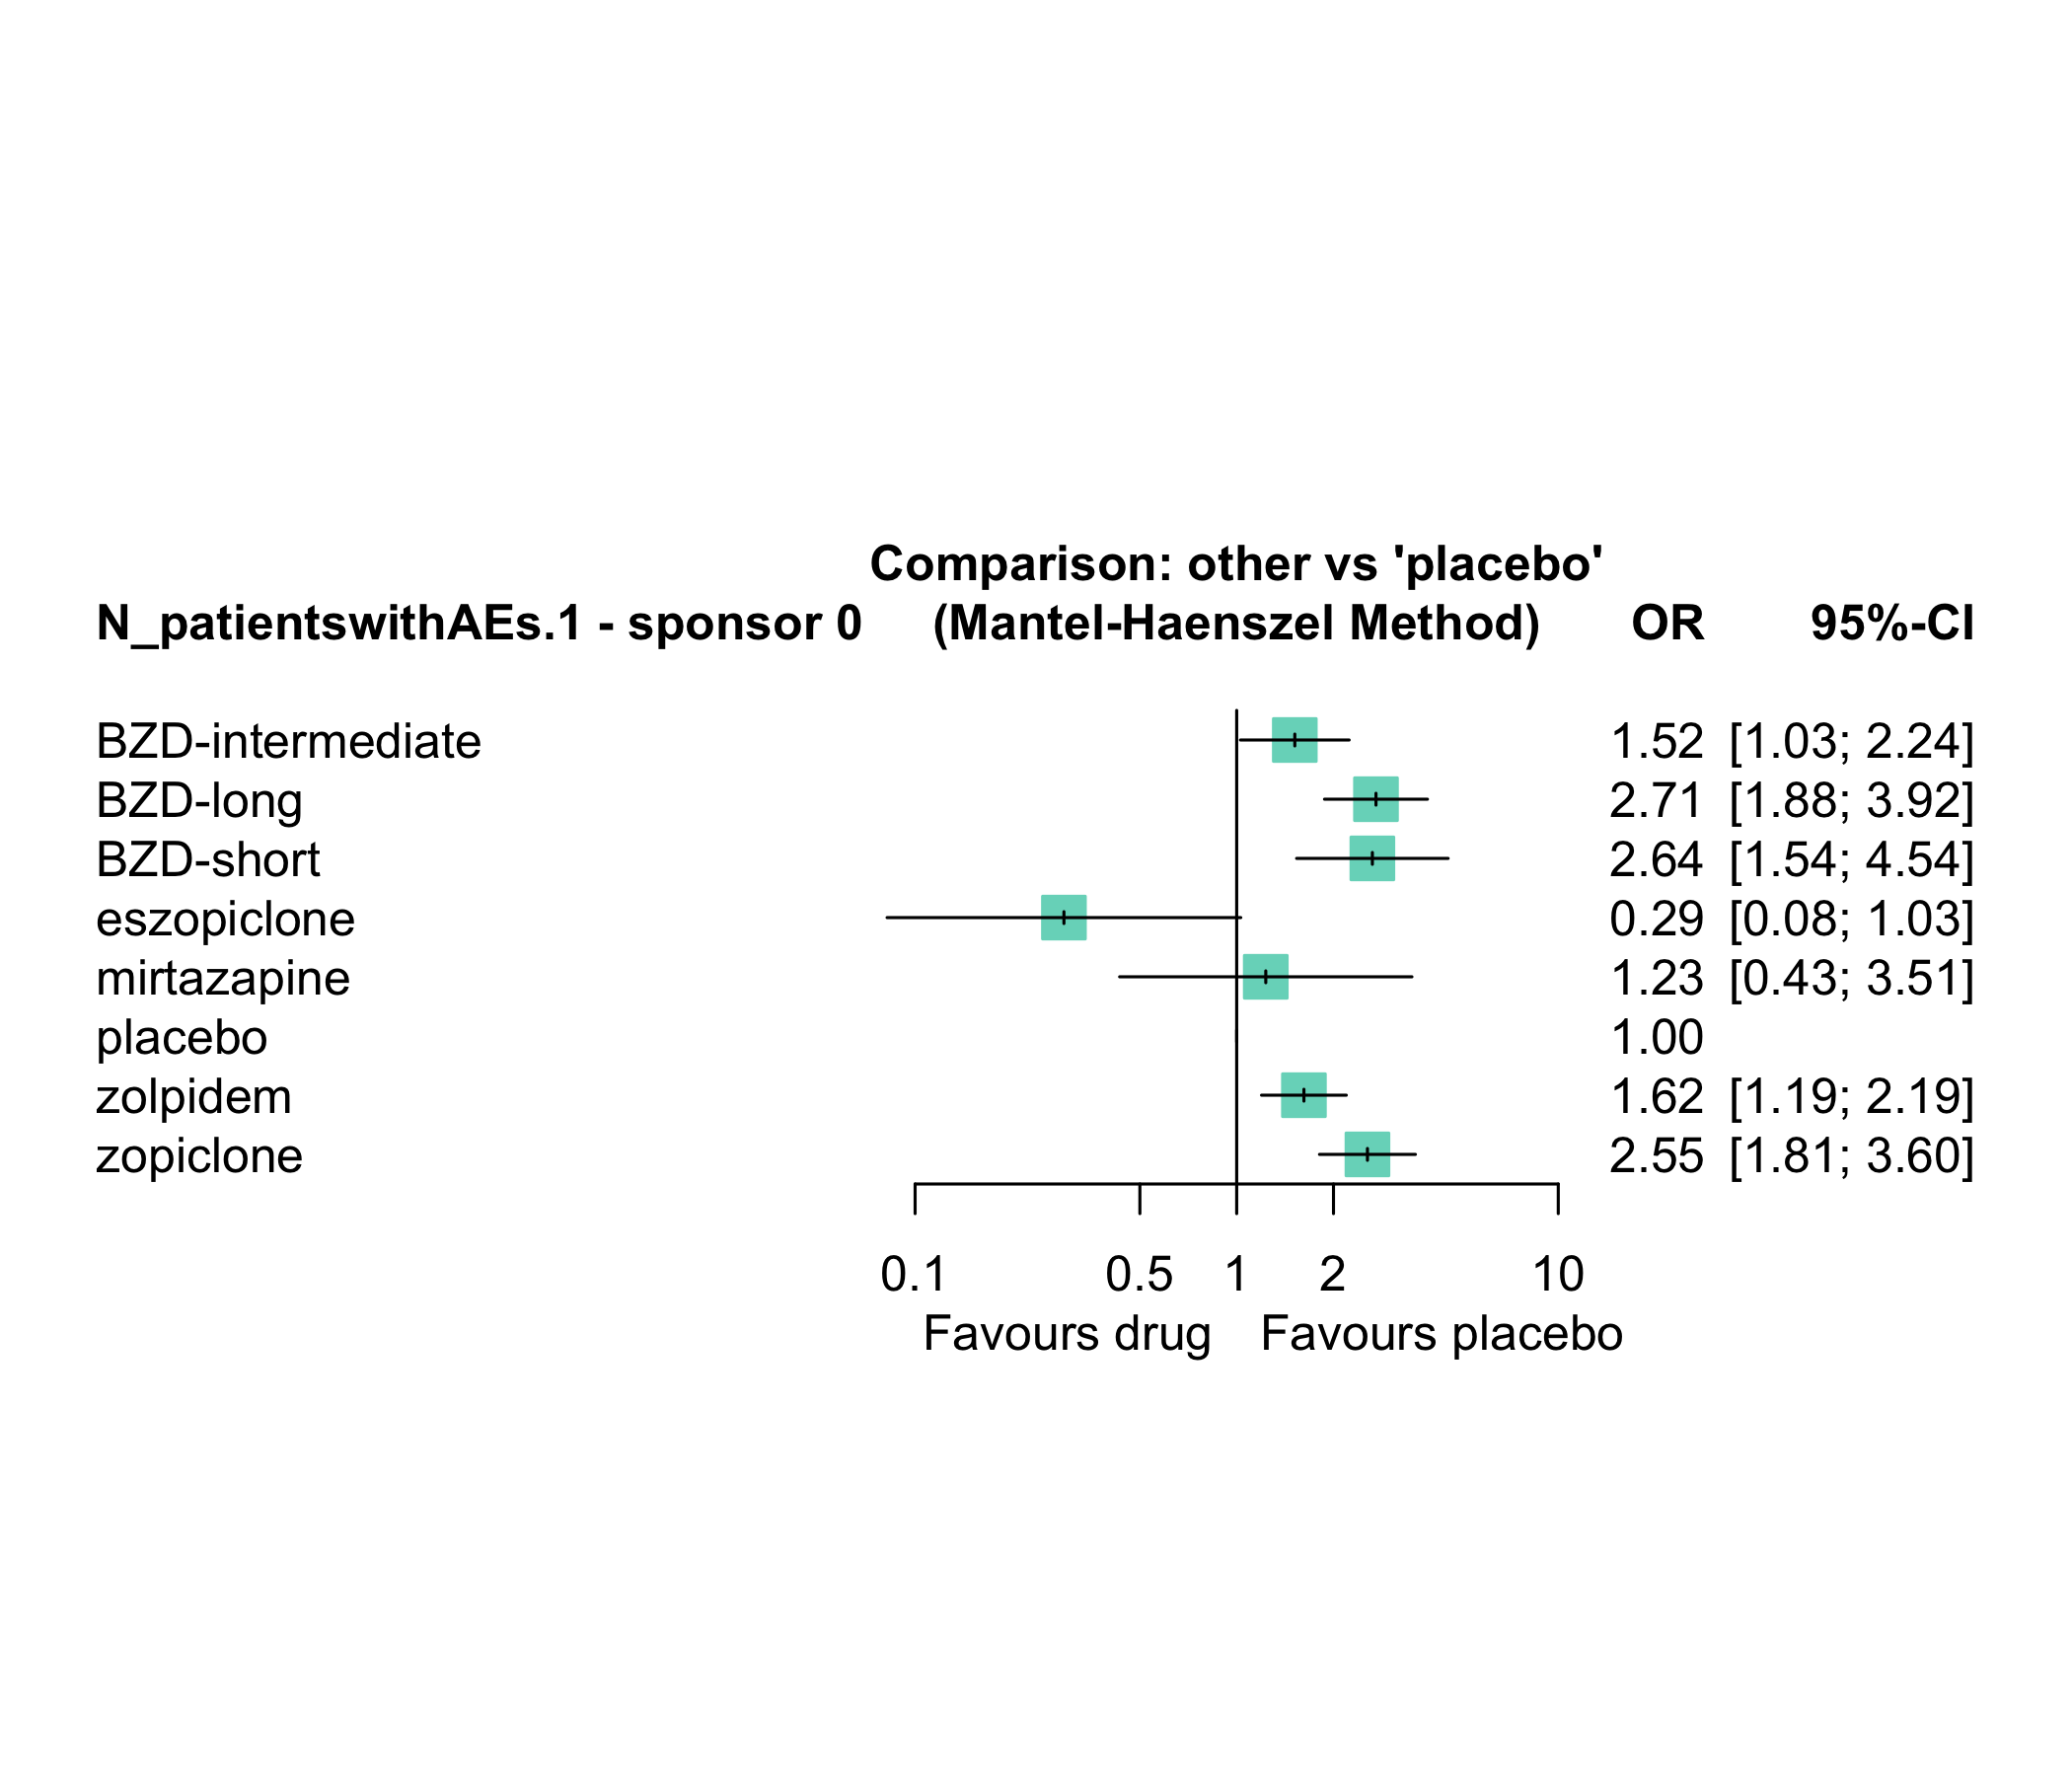 Comparison: other vs 'placebo'
N_patientswithAEs.1 - sponsor 0 (Mantel-Haenszel Method) OR 95%-CI
BZD-intermediate 1.52 [1.03; 2.24]
BZD-long 2.71 [1.88; 3.92]
BZD-short 2.64 [1.54; 4.54]
eszopiclone 0.29 [0.08; 1.03]
mirtazapine 1.23 [0.43; 3.51]
placebo 1.00
zolpidem 1.62 [1.19; 2.19]
zopiclone 2.55 [1.81; 3.60]
0.1 0.5 1 2 10
Favours drug Favours placebo